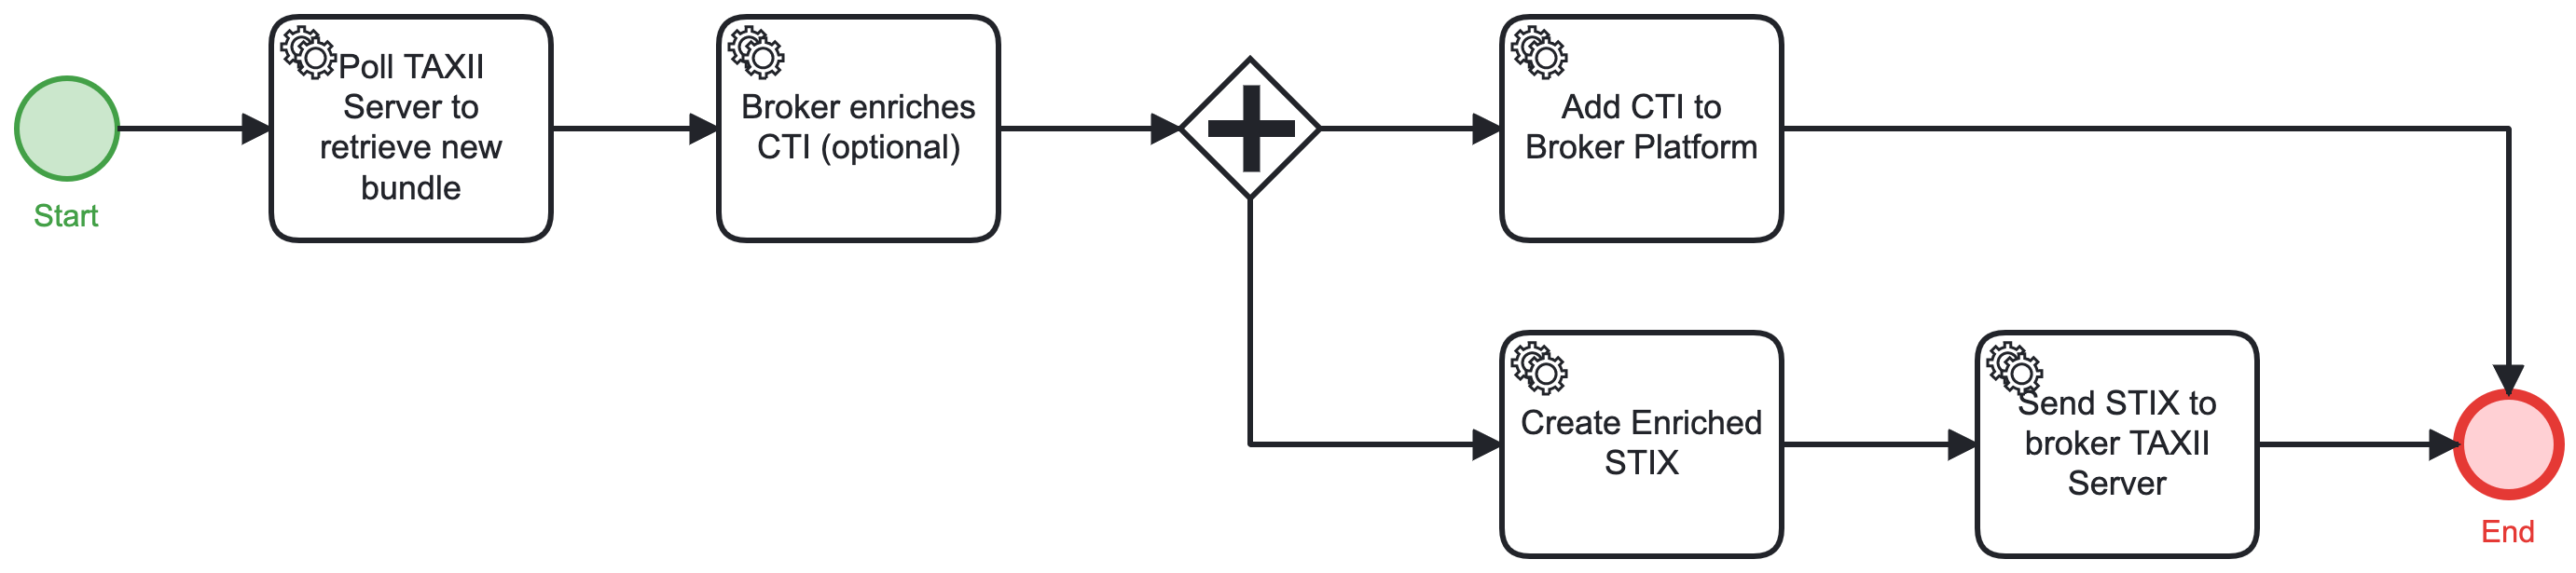 Start
Poll TAXII
Server to
retrieve new
bundle
Broker enriches
CTI (optional)
Add CTI to
Broker Platform
Create Enriched
STIX
Send STIX to
broker TAXII
Server
End